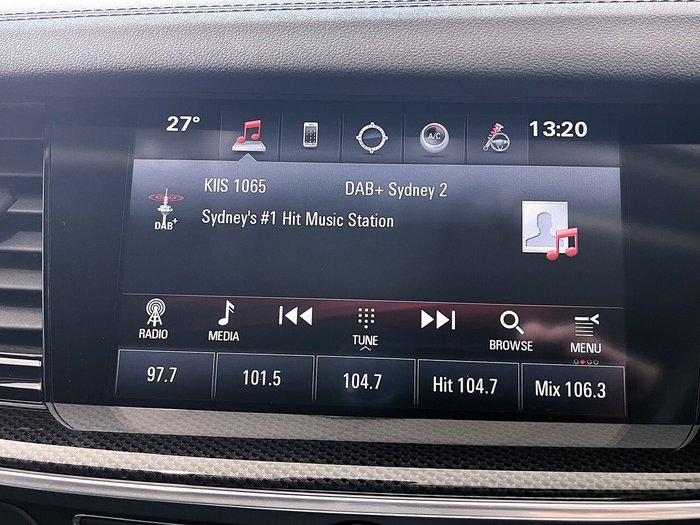 27° 13:20
A/C
KIIS 1065 DAB+ Sydney 2
DAB+
Sydney's #1 Hit Music Station
RADIO MEDIA TUNE BROWSE MENU
97.7 101.5 104.7 Hit 104.7 Mix 106.3